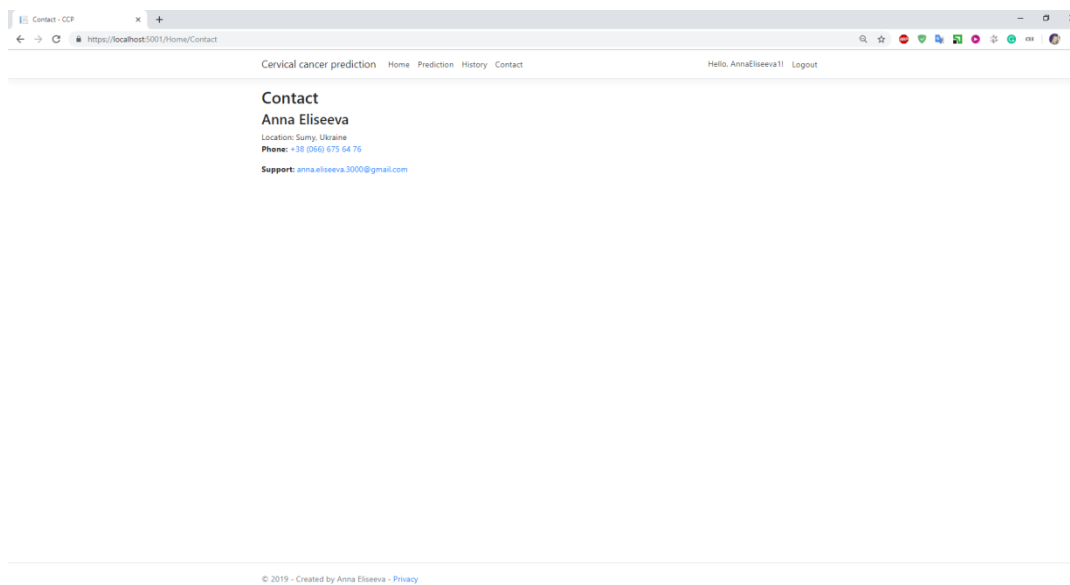 Contact - CCP
https://localhost:5001/Home/Contact
Cervical cancer prediction Home Prediction History Contact Hello, AnnaEliseeva1! Logout
Contact
Anna Eliseeva
Location: Sumy, Ukraine
Phone: +38 (066) 675 64 76
Support: anna.eliseeva.3000@gmail.com
© 2019 - Created by Anna Eliseeva - Privacy